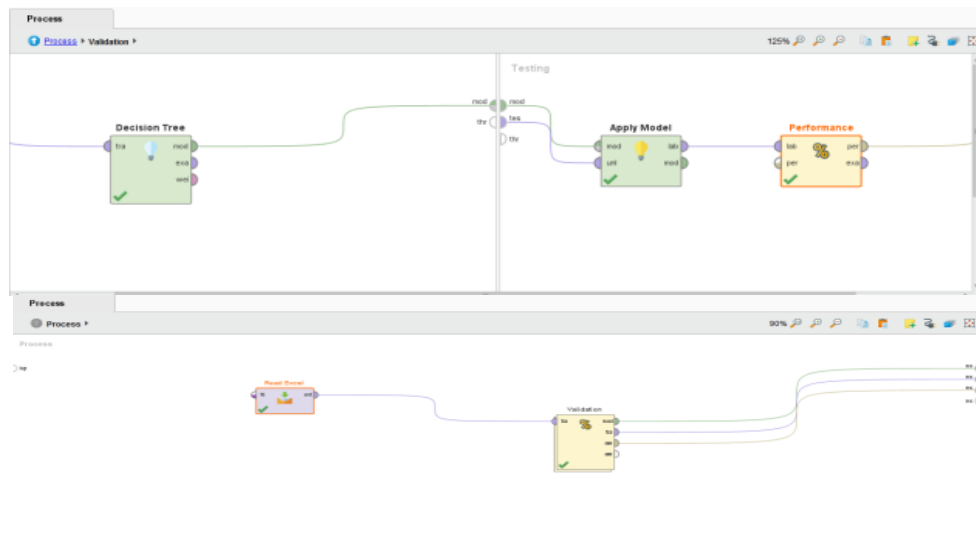 Process
Process Validation
125%
Testing
mod mod
thr tes
thr
Decision Tree
tra mod
exa
wei
Apply Model
mod lab
unl mod
Performance
lab per
per exa
Process
Process
90%
Process
inp
Read Excel
out
Validation
tra mod
tra
ave
ave
res
res
res
res